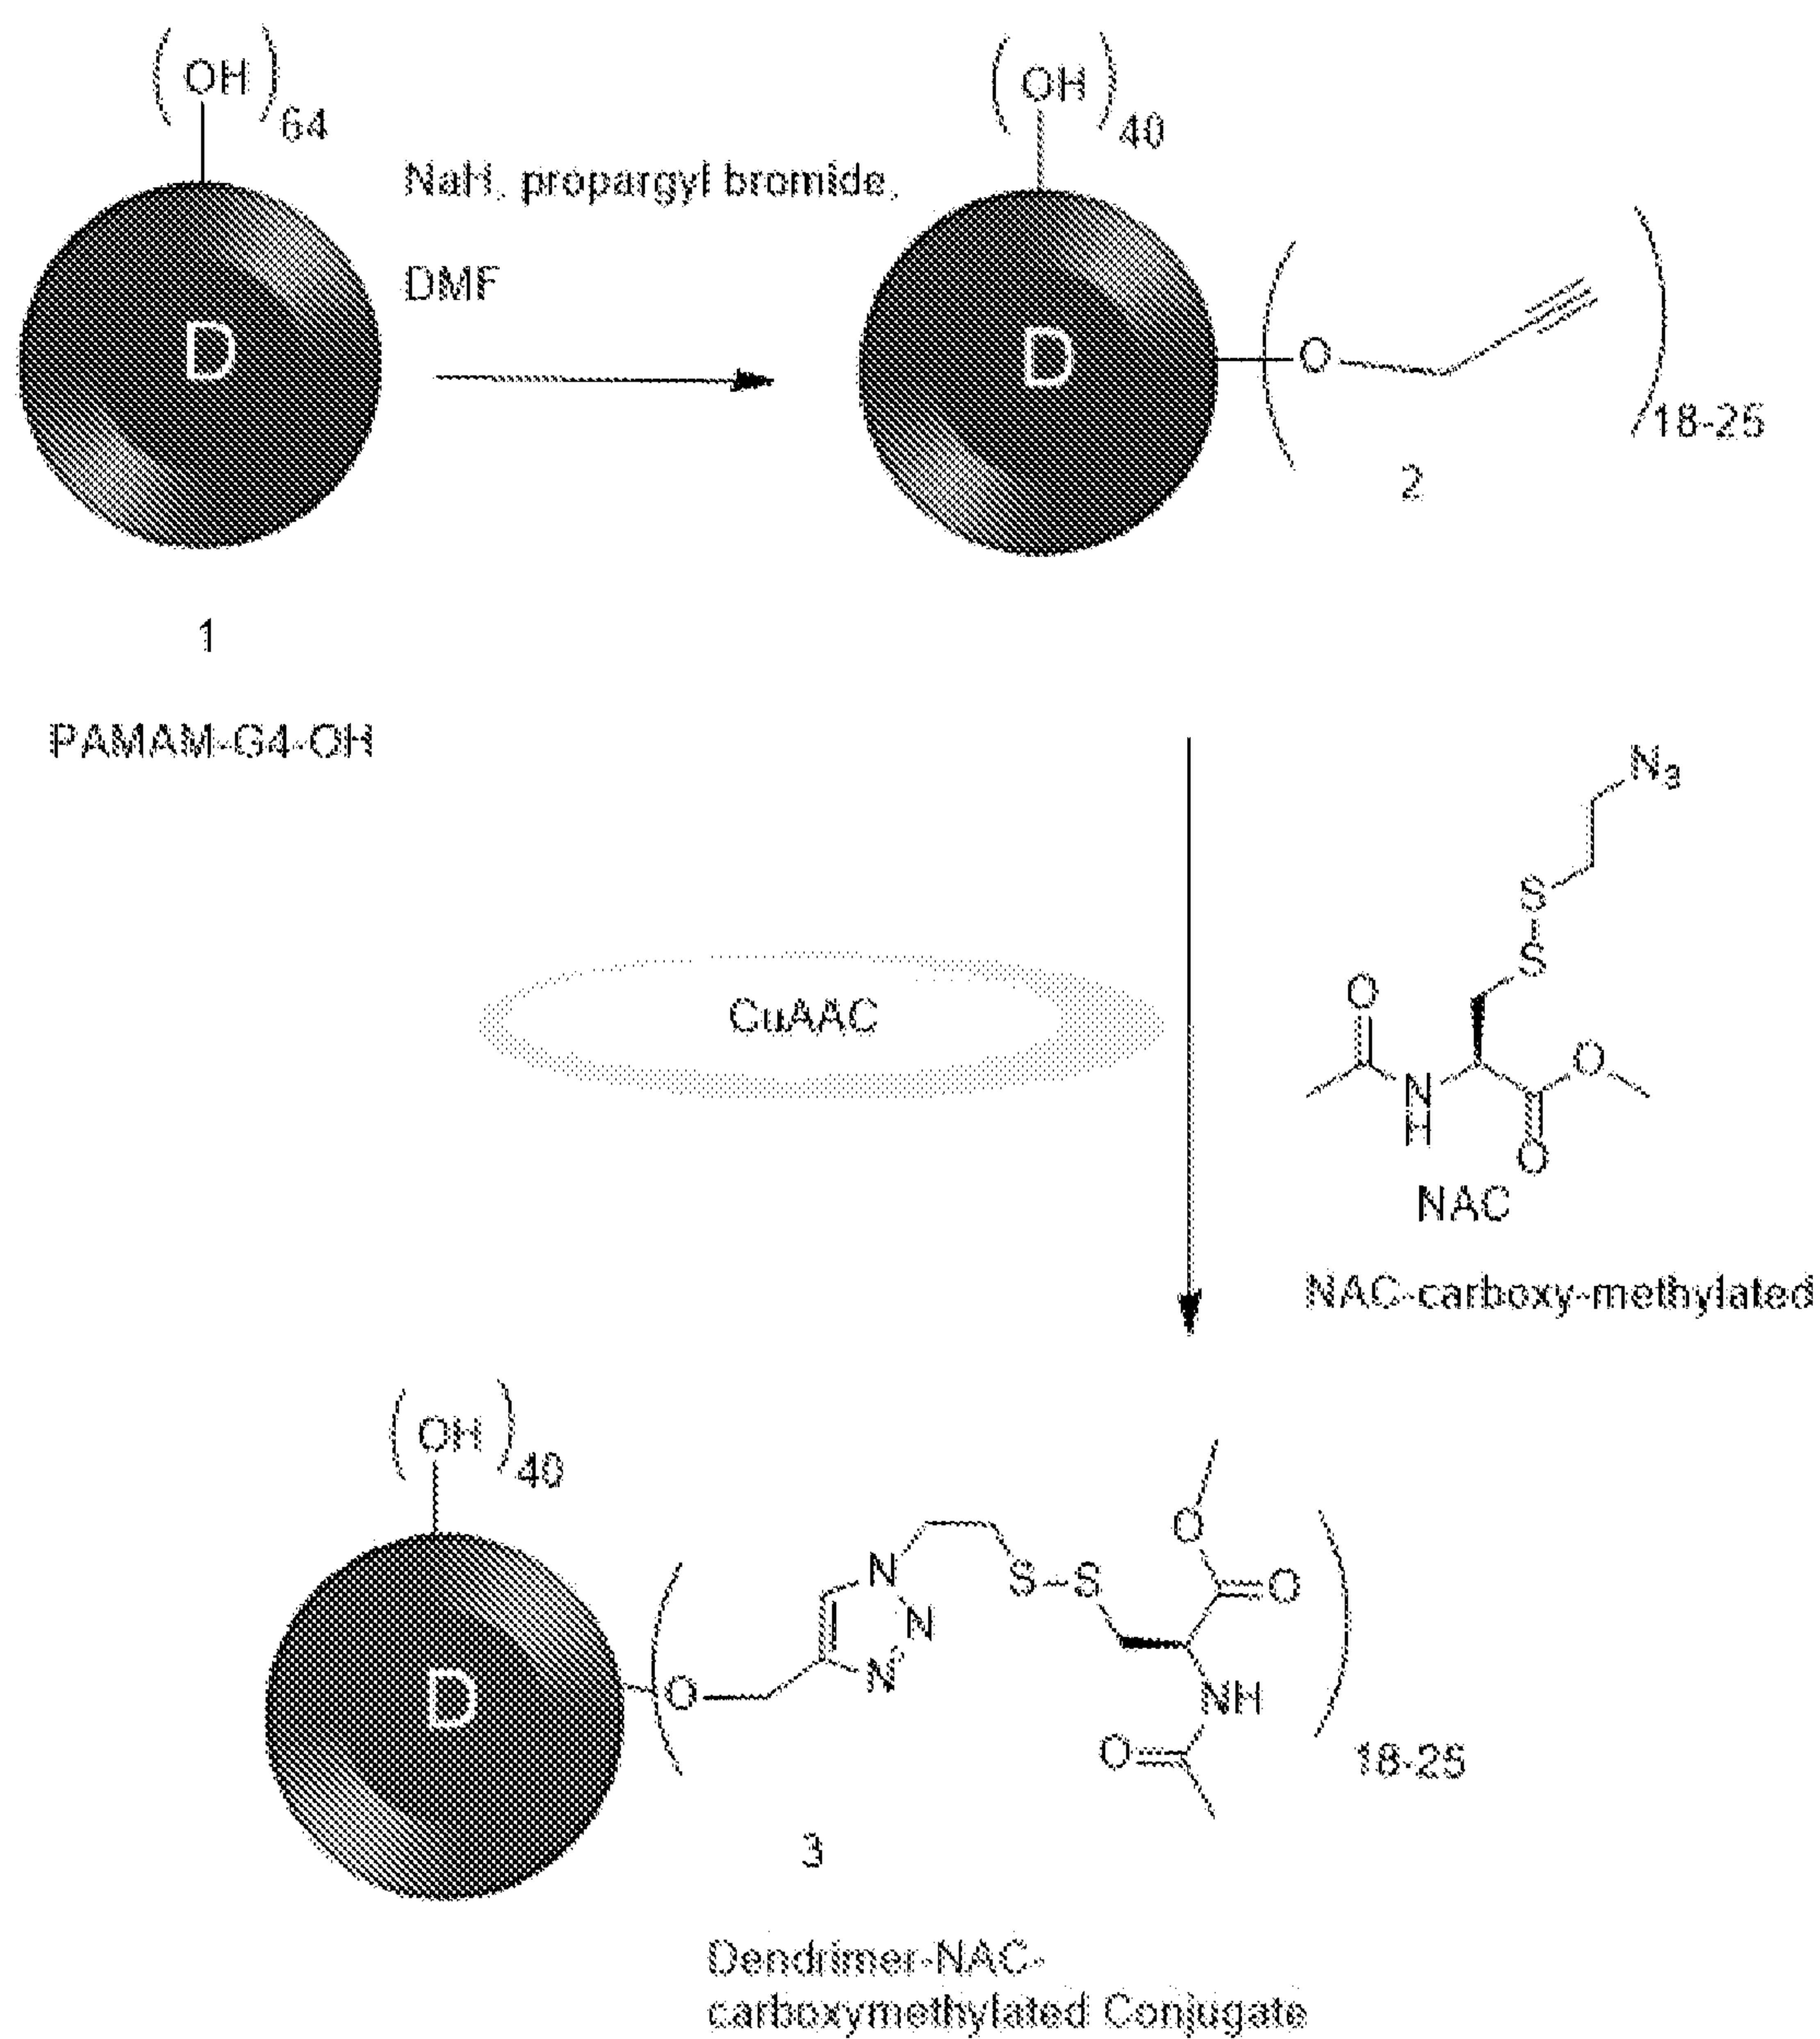 (OH)64
NaH, propargyl bromide,
DMF
D
1
PAMAM-G4-OH
(OH)40
D
O
18-25
2
CuAAC
N3
S
S
O
N
H
O
O
NAC
NAC-carboxy-methylated
(OH)40
D
O
N
N
N
S-S
O
O
NH
O
18-25
3
Dendrimer-NAC-
carboxymethylated Conjugate